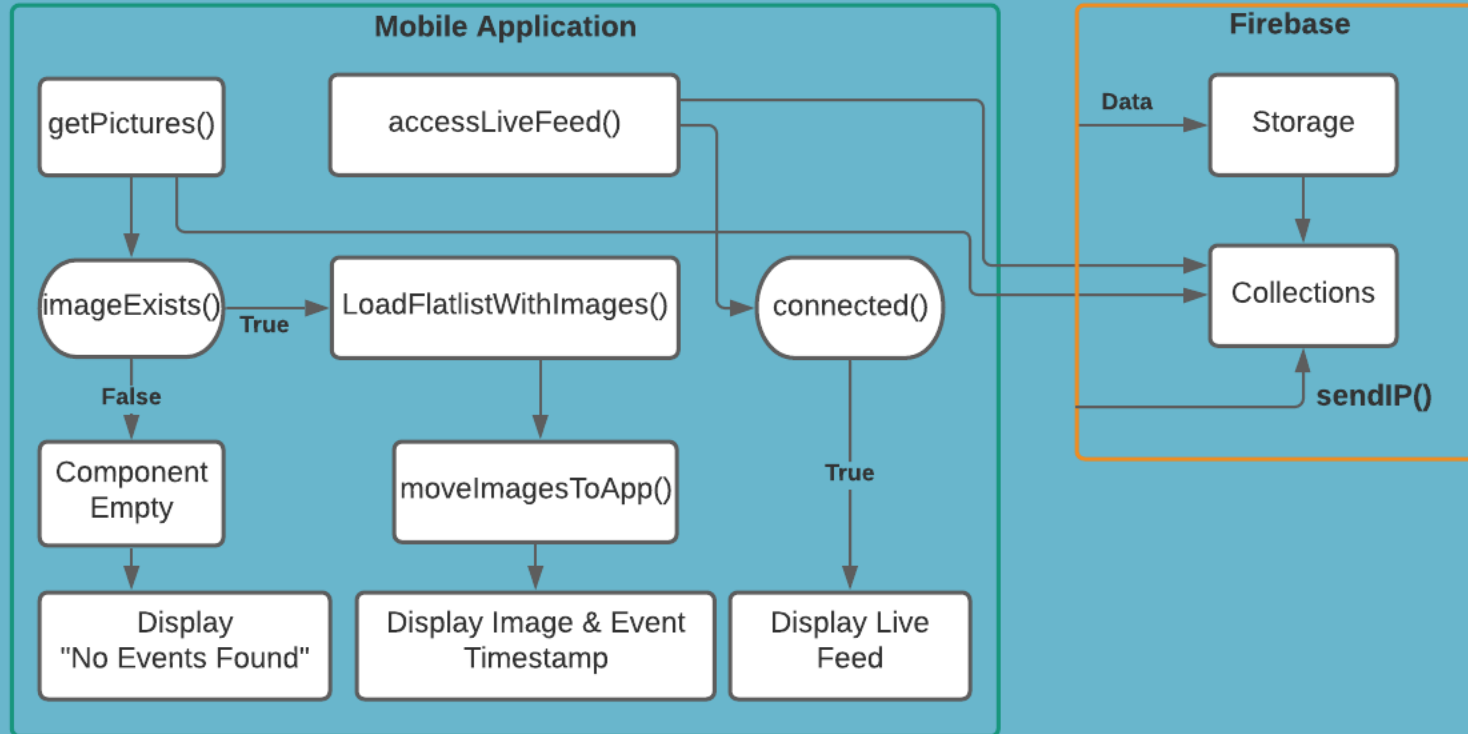 Mobile Application
getPictures()
accessLiveFeed()
imageExists()
True
LoadFlatlistWithImages()
connected()
False
Component
Empty
moveImagesToApp()
True
Display
"No Events Found"
Display Image & Event
Timestamp
Display Live
Feed
Firebase
Data
Storage
Collections
sendIP()